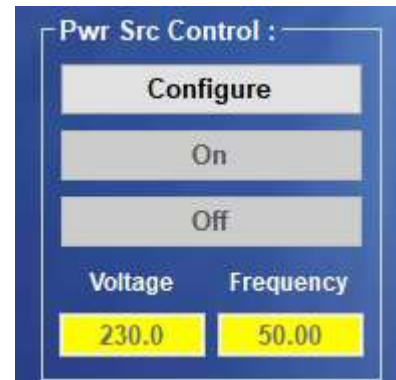 Pwr Src Control :
Configure
On
Off
Voltage Frequency
230.0 50.00